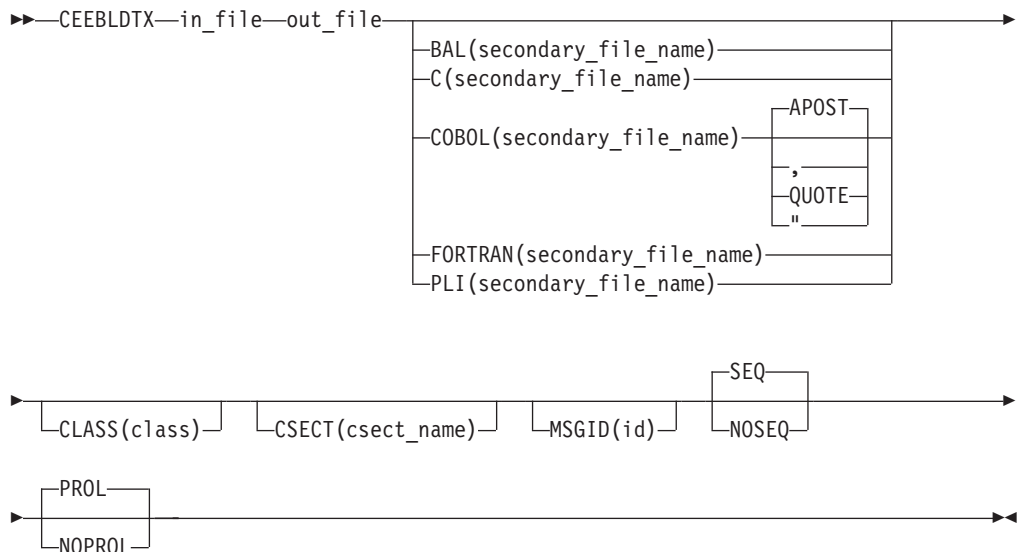 CEEBLDTX in_file out_file
BAL(secondary_file_name)
C(secondary_file_name)
APOST
COBOL(secondary_file_name)
'
QUOTE
"
FORTRAN(secondary_file_name)
PLI(secondary_file_name)
SEQ
CLASS(class) CSECT(csect_name) MSGID(id) NOSEQ
PROL
NOPROL